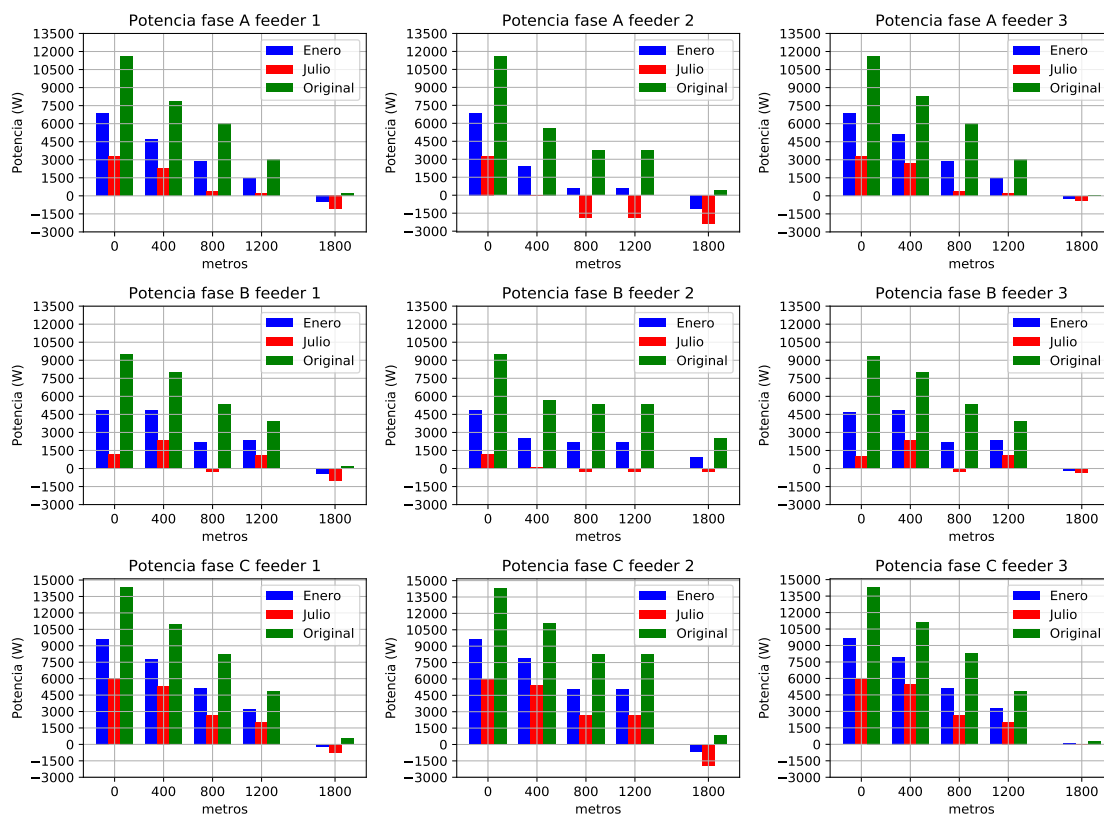 Potencia fase A feeder 1
13500
12000
10500
9000
7500
6000
4500
3000
1500
0
−1500
−3000
Potencia (W)
Enero
Julio
Original
0 400 800 1200 1800
metros
Potencia fase A feeder 2
13500
12000
10500
9000
7500
6000
4500
3000
1500
0
−1500
−3000
Potencia (W)
Enero
Julio
Original
0 400 800 1200 1800
metros
Potencia fase A feeder 3
13500
12000
10500
9000
7500
6000
4500
3000
1500
0
−1500
−3000
Potencia (W)
Enero
Julio
Original
0 400 800 1200 1800
metros
Potencia fase B feeder 1
13500
12000
10500
9000
7500
6000
4500
3000
1500
0
−1500
−3000
Potencia (W)
Enero
Julio
Original
0 400 800 1200 1800
metros
Potencia fase B feeder 2
13500
12000
10500
9000
7500
6000
4500
3000
1500
0
−1500
−3000
Potencia (W)
Enero
Julio
Original
0 400 800 1200 1800
metros
Potencia fase B feeder 3
13500
12000
10500
9000
7500
6000
4500
3000
1500
0
−1500
−3000
Potencia (W)
Enero
Julio
Original
0 400 800 1200 1800
metros
Potencia fase C feeder 1
15000
13500
12000
10500
9000
7500
6000
4500
3000
1500
0
−1500
−3000
Potencia (W)
Enero
Julio
Original
0 400 800 1200 1800
metros
Potencia fase C feeder 2
15000
13500
12000
10500
9000
7500
6000
4500
3000
1500
0
−1500
−3000
Potencia (W)
Enero
Julio
Original
0 400 800 1200 1800
metros
Potencia fase C feeder 3
15000
13500
12000
10500
9000
7500
6000
4500
3000
1500
0
−1500
−3000
Potencia (W)
Enero
Julio
Original
0 400 800 1200 1800
metros